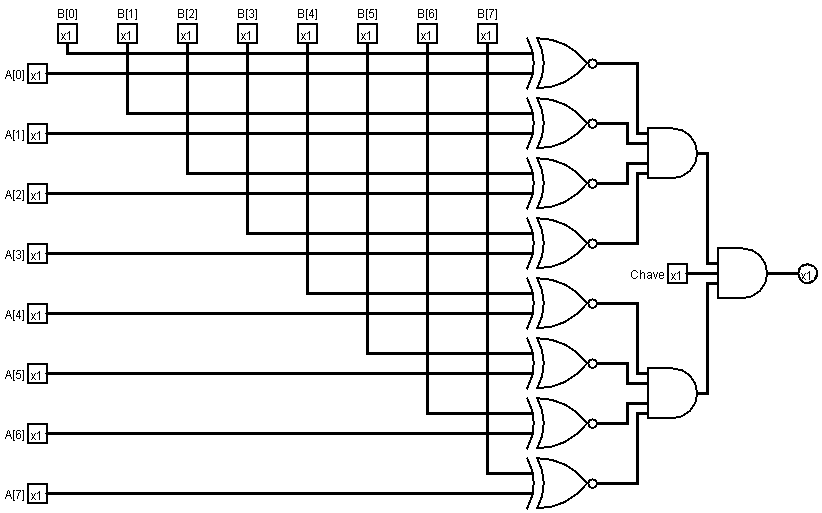 B[0] B[1] B[2] B[3] B[4] B[5] B[6] B[7]
x1 x1 x1 x1 x1 x1 x1 x1
A[0] x1
A[1] x1
A[2] x1
A[3] x1
Chave x1 x1
A[4] x1
A[5] x1
A[6] x1
A[7] x1